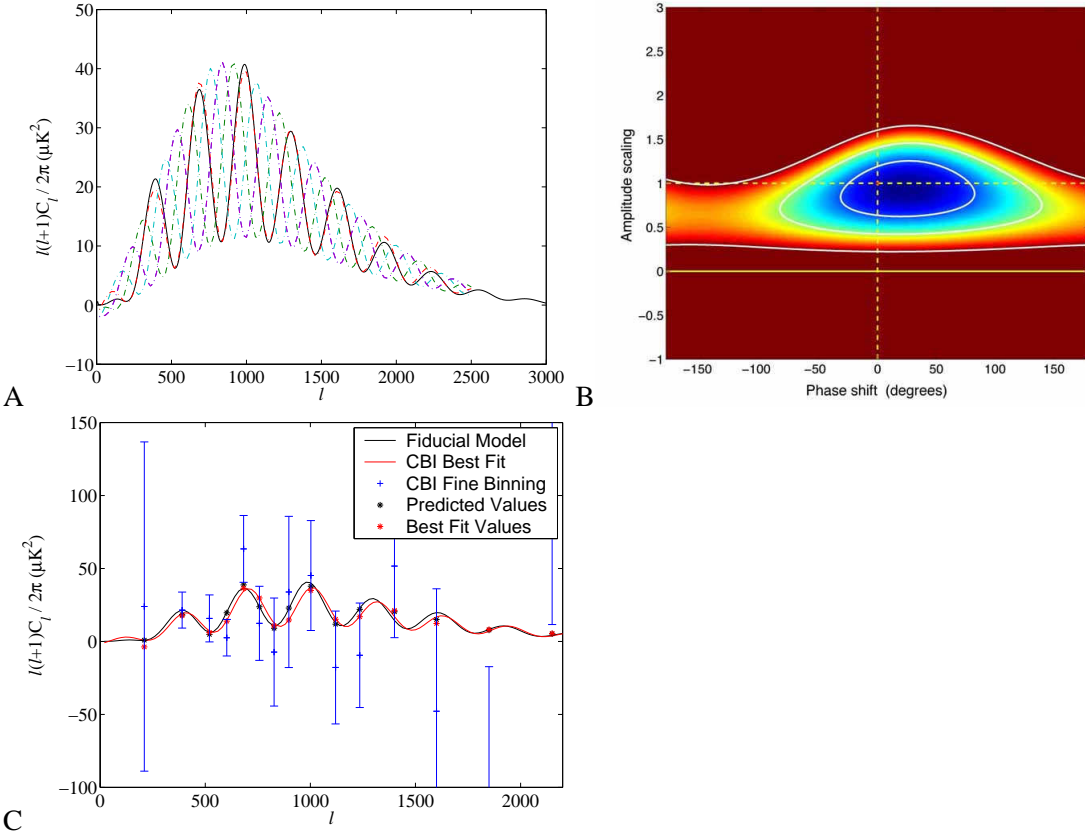 50
40
30
20
10
0
−10
0 500 1000 1500 2000 2500 3000
l(l+1)C_l / 2π (μK²)
l
A
3
2.5
2
1.5
1
0.5
0
−0.5
−1
−150 −100 −50 0 50 100 150
Amplitude scaling
Phase shift (degrees)
B
150
100
50
0
−50
−100
0 500 1000 1500 2000
l(l+1)C_l / 2π (μK²)
l
Fiducial Model
CBI Best Fit
CBI Fine Binning
Predicted Values
Best Fit Values
C